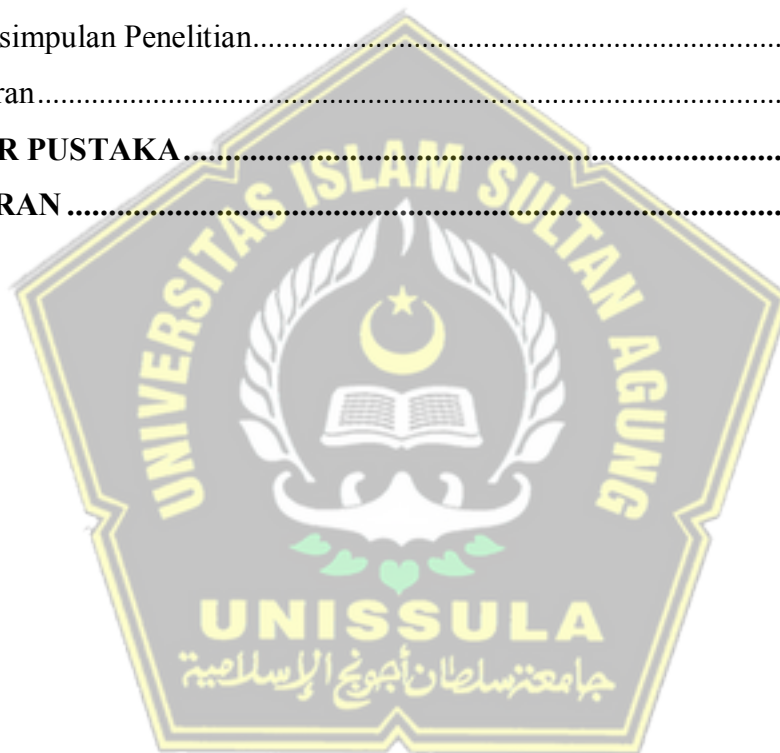 simpulan Penelitian................................................................
ran................................................................
R PUSTAKA................................................................
RAN................................................................
UNIVERSITAS ISLAM SULTAN AGUNG
UNISSULA
جامعة سلطان أجونج الإسلامية